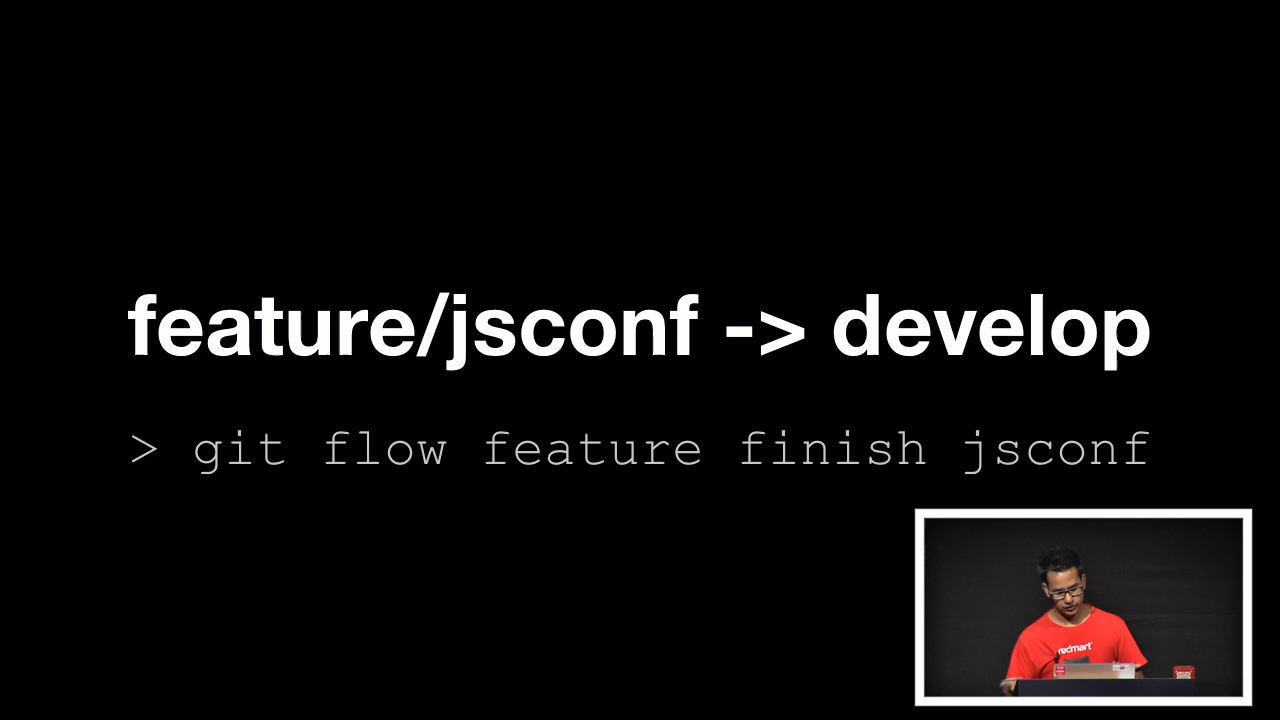 feature/jsconf -> develop
> git flow feature finish jsconf
redmart